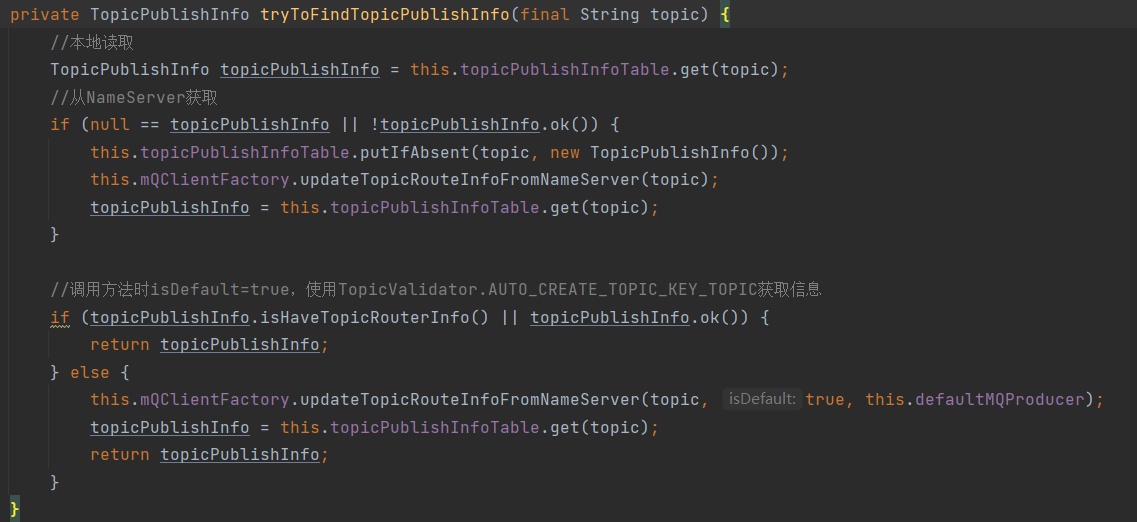 private TopicPublishInfo tryToFindTopicPublishInfo(final String topic) {
//本地读取
TopicPublishInfo topicPublishInfo = this.topicPublishInfoTable.get(topic);
//从NameServer获取
if (null == topicPublishInfo || !topicPublishInfo.ok()) {
this.topicPublishInfoTable.putIfAbsent(topic, new TopicPublishInfo());
this.mQClientFactory.updateTopicRouteInfoFromNameServer(topic);
topicPublishInfo = this.topicPublishInfoTable.get(topic);
}
//调用方法时isDefault=true，使用TopicValidator.AUTO_CREATE_TOPIC_KEY_TOPIC获取信息
if (topicPublishInfo.isHaveTopicRouterInfo() || topicPublishInfo.ok()) {
return topicPublishInfo;
} else {
this.mQClientFactory.updateTopicRouteInfoFromNameServer(topic, isDefault: true, this.defaultMQProducer);
topicPublishInfo = this.topicPublishInfoTable.get(topic);
return topicPublishInfo;
}
}